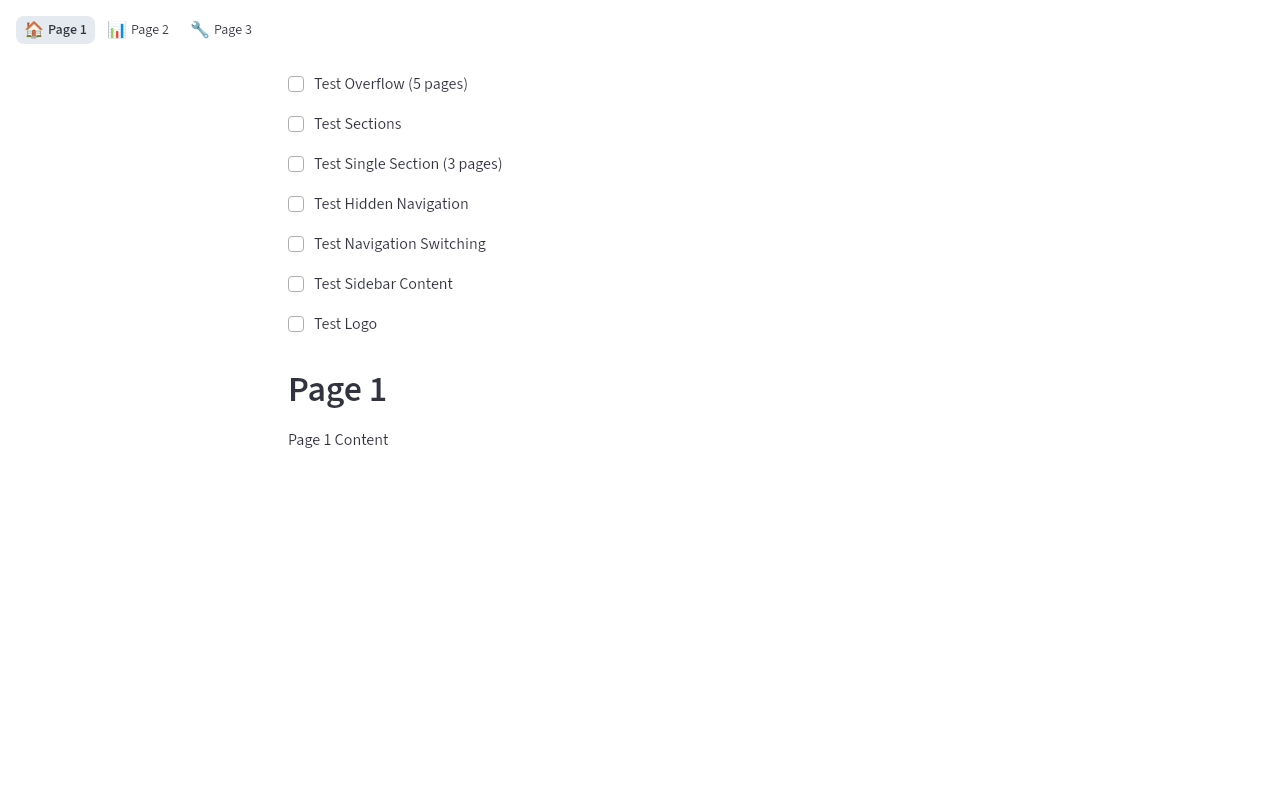 Page 1
Page 2
Page 3
Test Overflow (5 pages)
Test Sections
Test Single Section (3 pages)
Test Hidden Navigation
Test Navigation Switching
Test Sidebar Content
Test Logo
Page 1
Page 1 Content